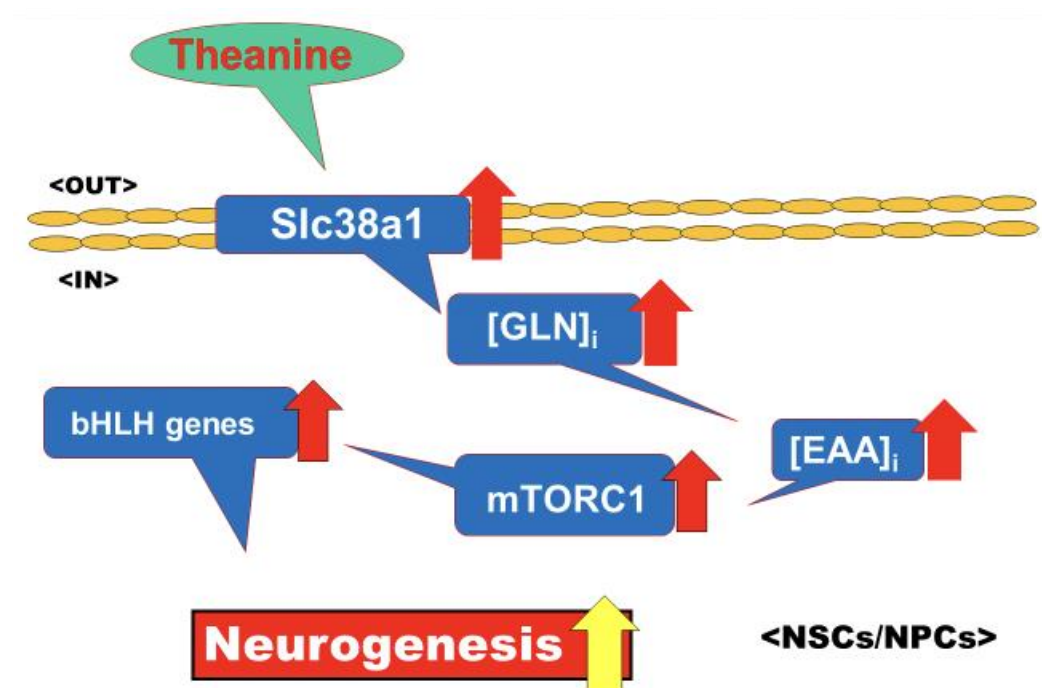 Theanine
<OUT>
Slc38a1
<IN>
[GLN]i
bHLH genes
[EAA]i
mTORC1
Neurogenesis
<NSCs/NPCs>